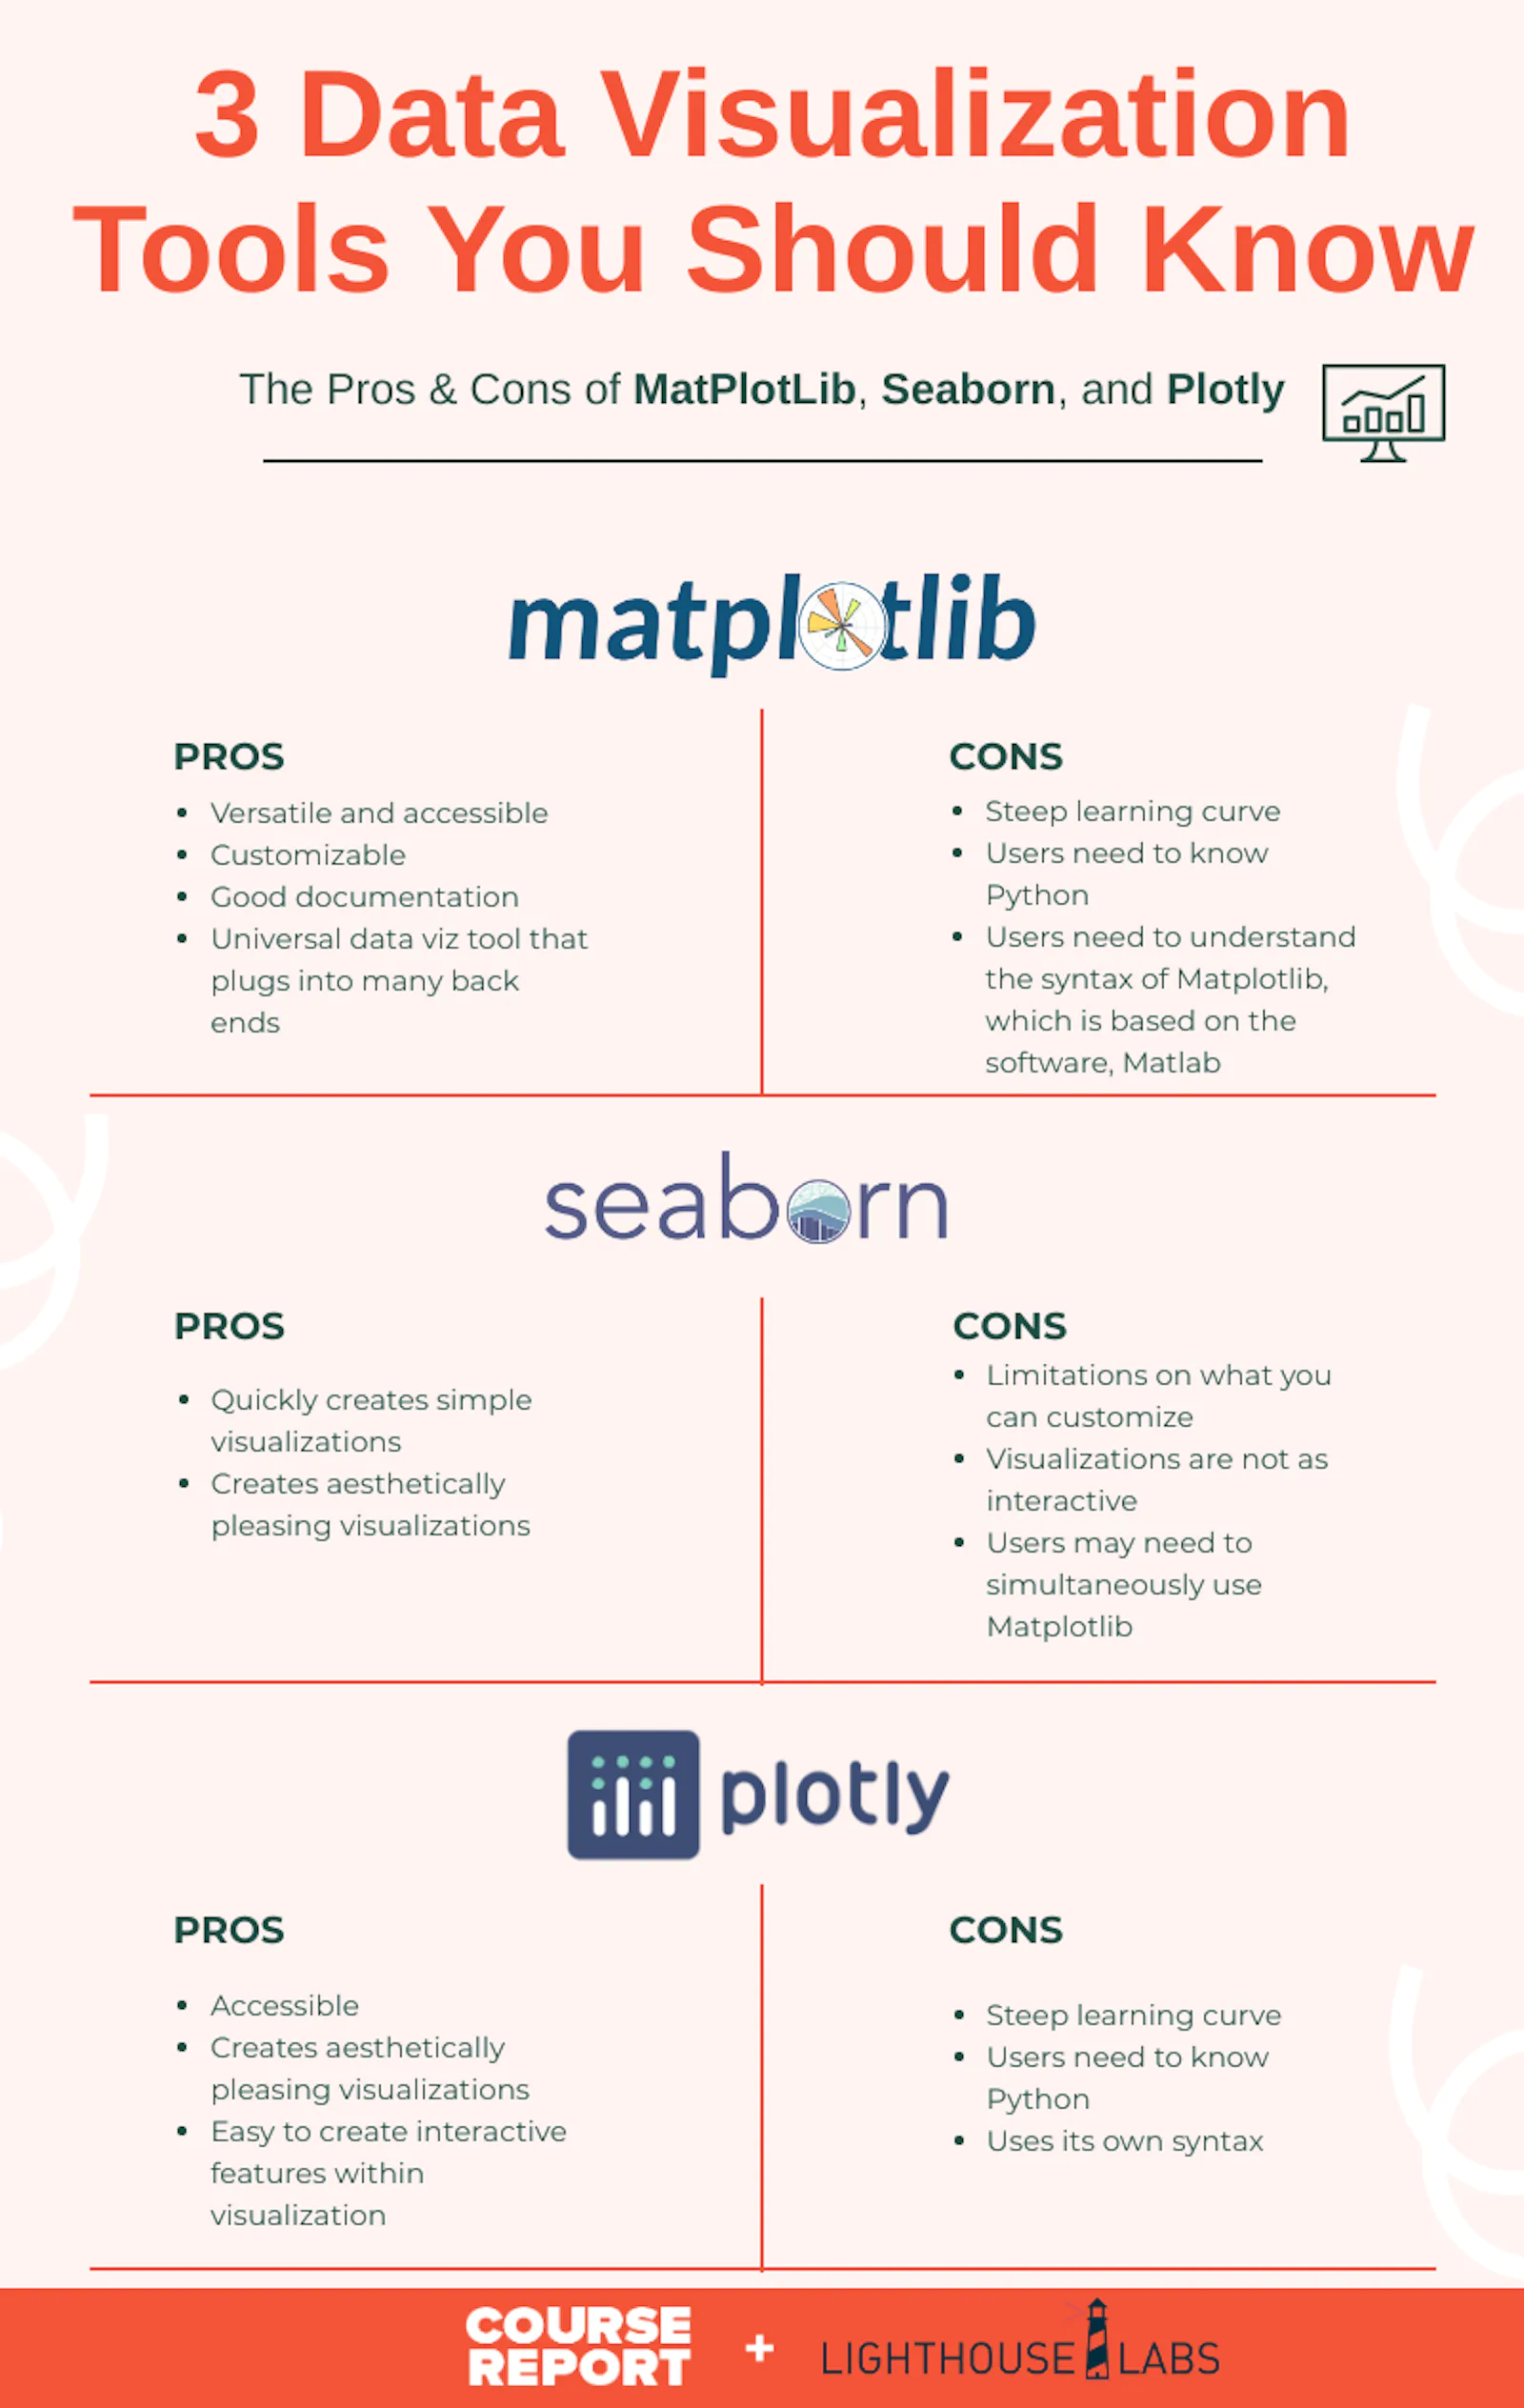 3 Data Visualization
Tools You Should Know
The Pros & Cons of MatPlotLib, Seaborn, and Plotly
matplotlib
PROS
• Versatile and accessible
• Customizable
• Good documentation
• Universal data viz tool that
plugs into many back
ends
CONS
• Steep learning curve
• Users need to know
Python
• Users need to understand
the syntax of Matplotlib,
which is based on the
software, Matlab
seaborn
PROS
• Quickly creates simple
visualizations
• Creates aesthetically
pleasing visualizations
CONS
• Limitations on what you
can customize
• Visualizations are not as
interactive
• Users may need to
simultaneously use
Matplotlib
plotly
PROS
• Accessible
• Creates aesthetically
pleasing visualizations
• Easy to create interactive
features within
visualization
CONS
• Steep learning curve
• Users need to know
Python
• Uses its own syntax
COURSE
REPORT
+
LIGHTHOUSE LABS